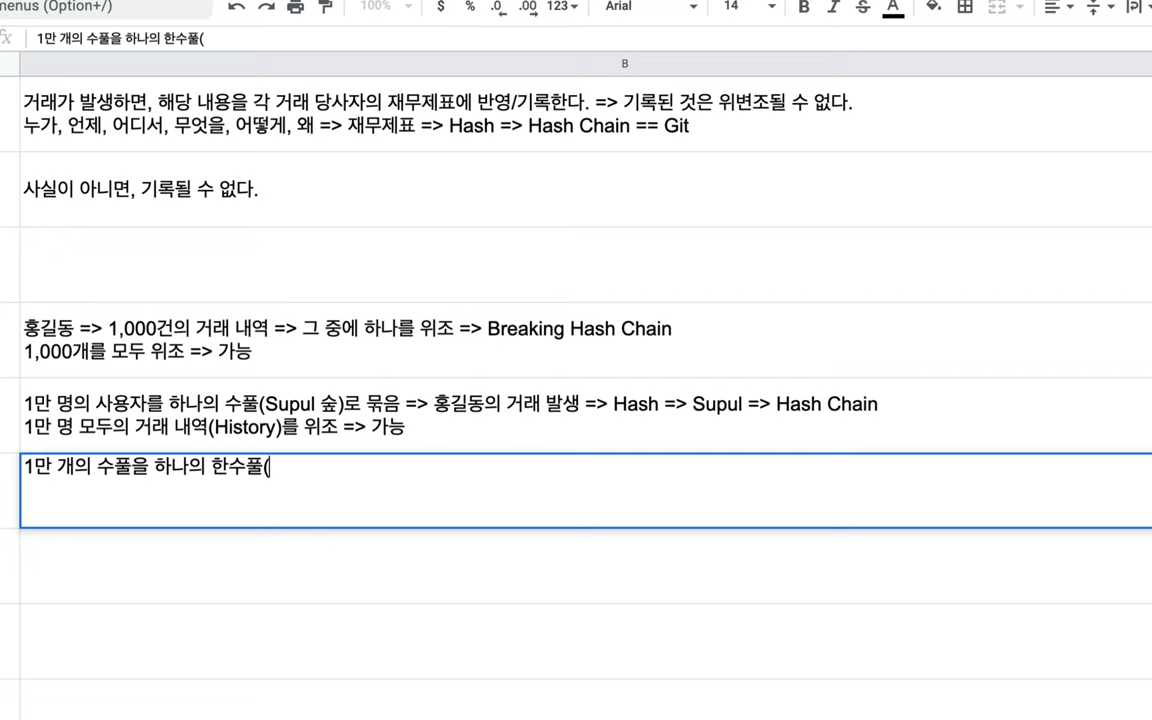 menus (Option+/)
100%
$ % .0 .00 123
Arial
14
B I S A
fx
1만 개의 수풀을 하나의 한수풀(
B
거래가 발생하면, 해당 내용을 각 거래 당사자의 재무제표에 반영/기록한다. => 기록된 것은 위변조될 수 없다.
누가, 언제, 어디서, 무엇을, 어떻게, 왜 => 재무제표 => Hash => Hash Chain == Git
사실이 아니면, 기록될 수 없다.
홍길동 => 1,000건의 거래 내역 => 그 중에 하나를 위조 => Breaking Hash Chain
1,000개를 모두 위조 => 가능
1만 명의 사용자를 하나의 수풀(Supul 숲)로 묶음 => 홍길동의 거래 발생 => Hash => Supul => Hash Chain
1만 명 모두의 거래 내역(History)를 위조 => 가능
1만 개의 수풀을 하나의 한수풀(